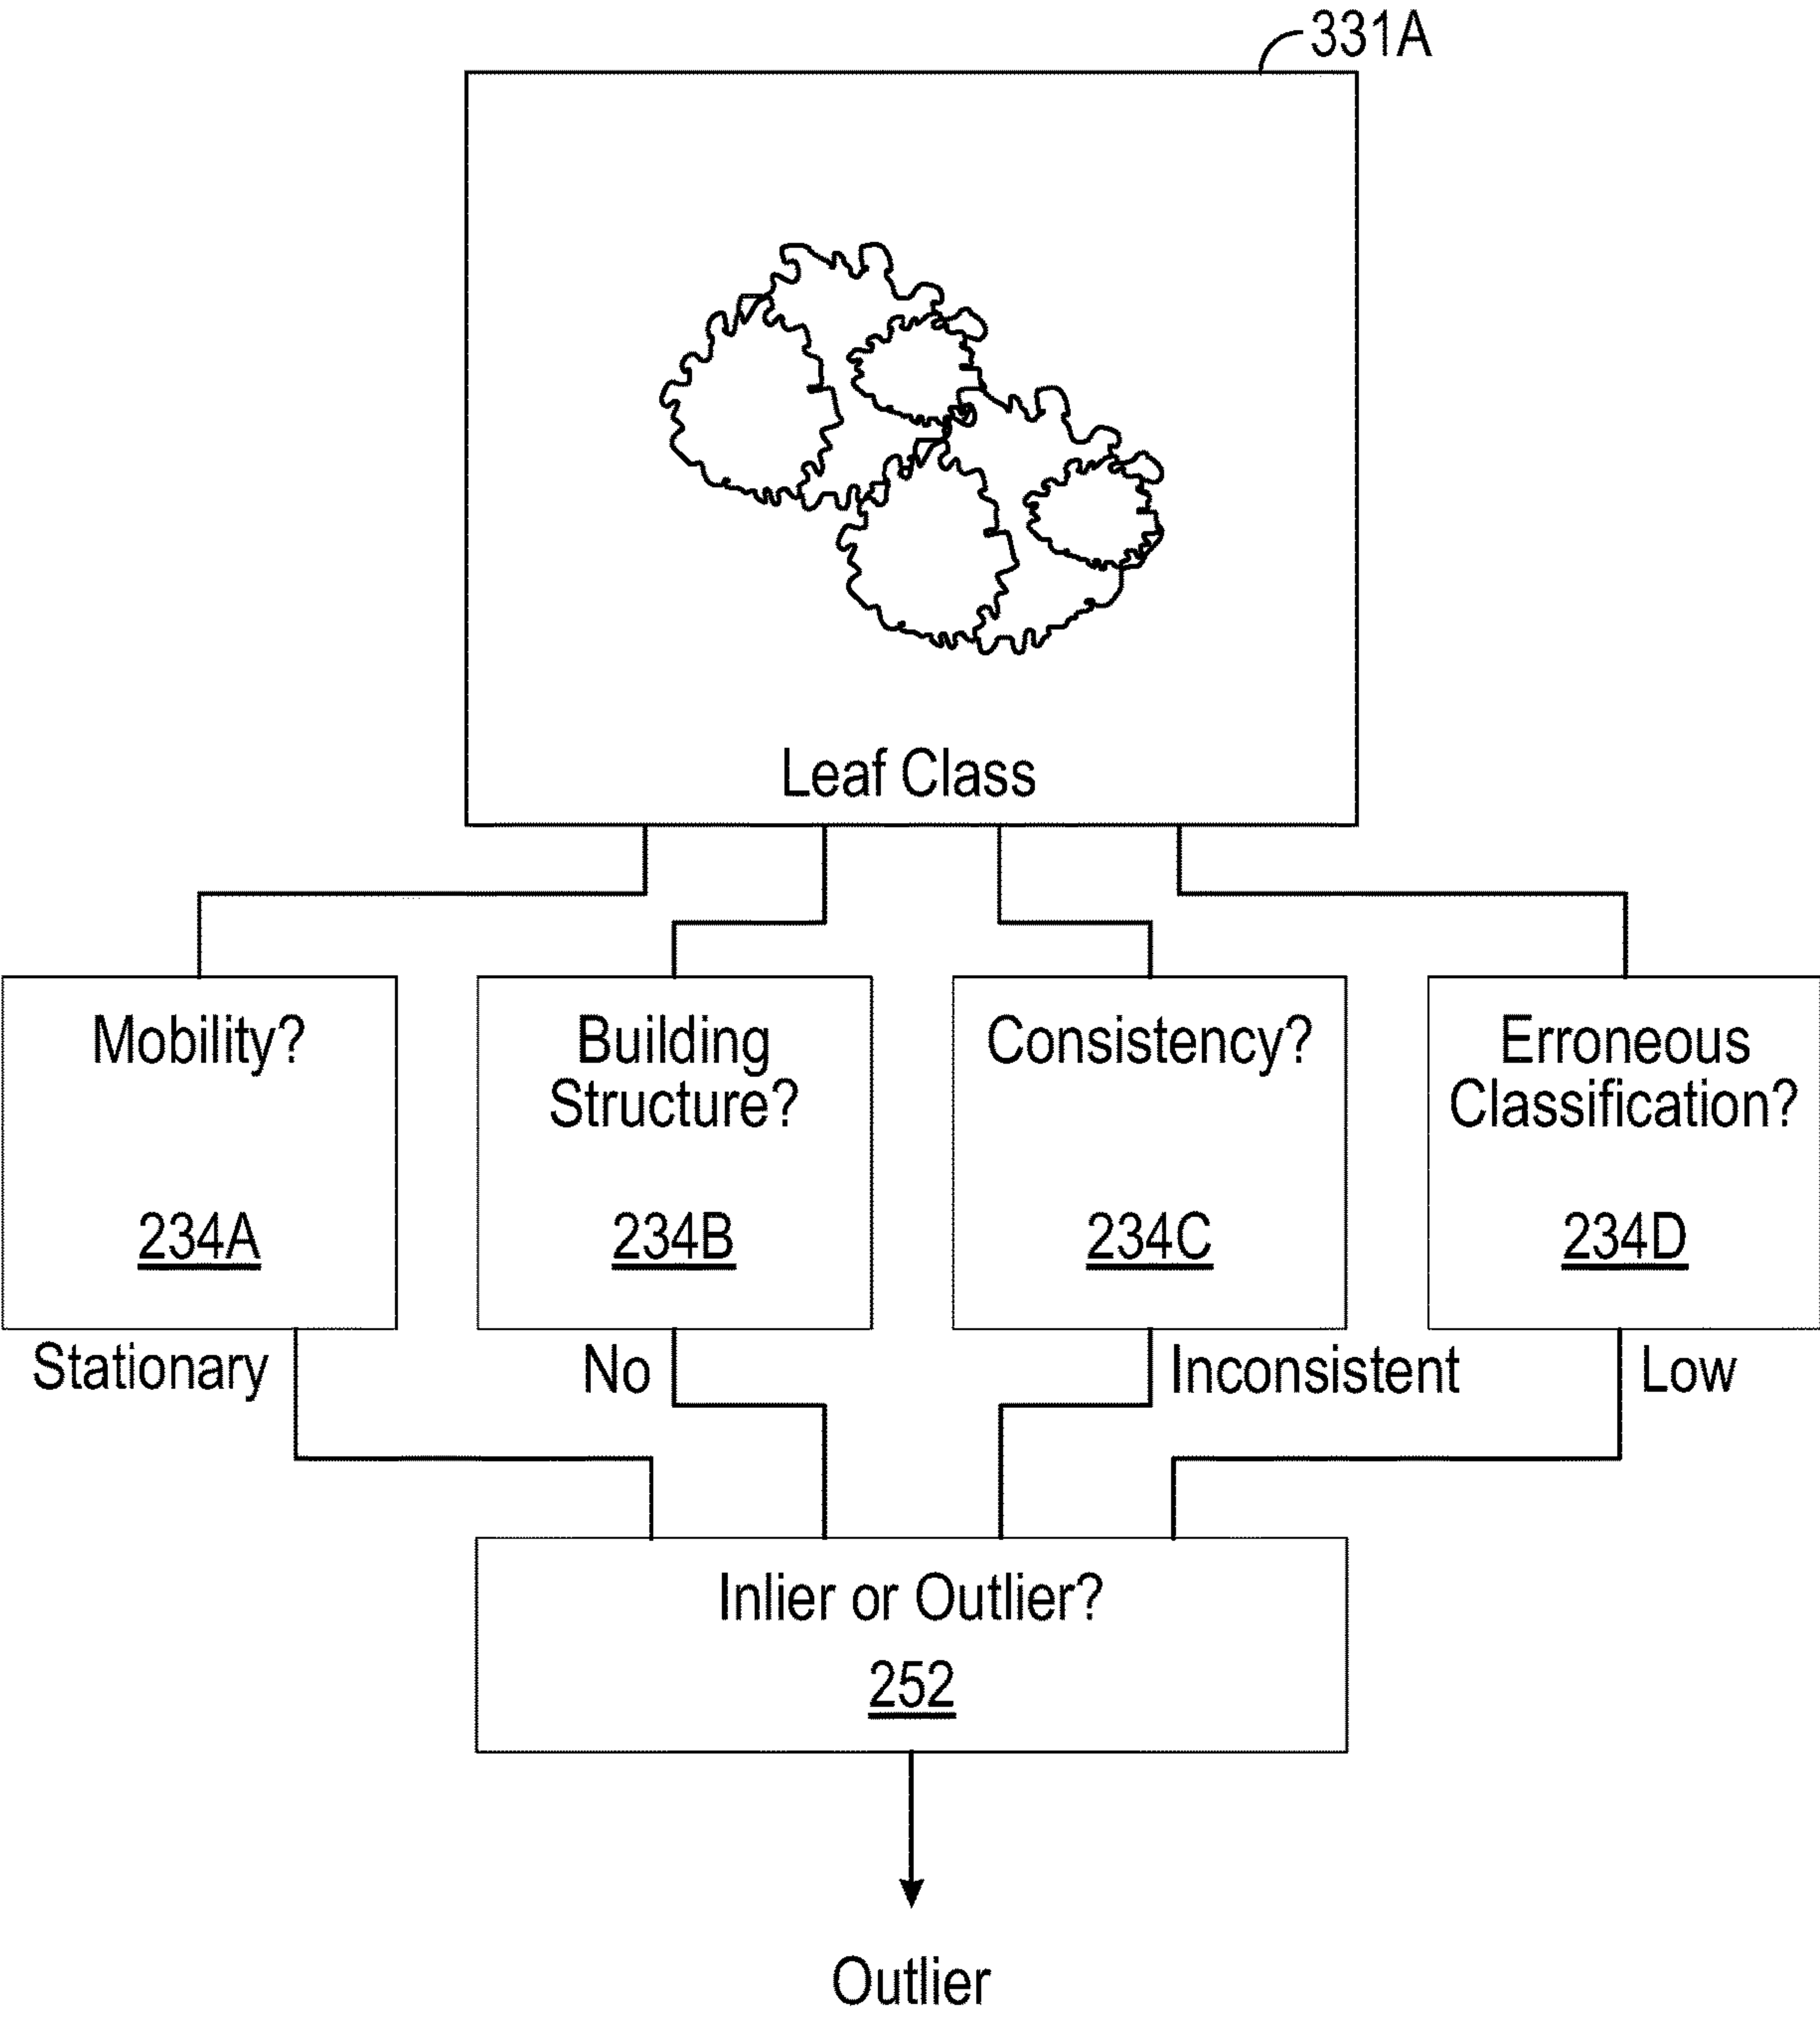 331A
Leaf Class
Mobility?
234A
Building
Structure?
234B
Consistency?
234C
Erroneous
Classification?
234D
Stationary
No
Inconsistent
Low
Inlier or Outlier?
252
Outlier